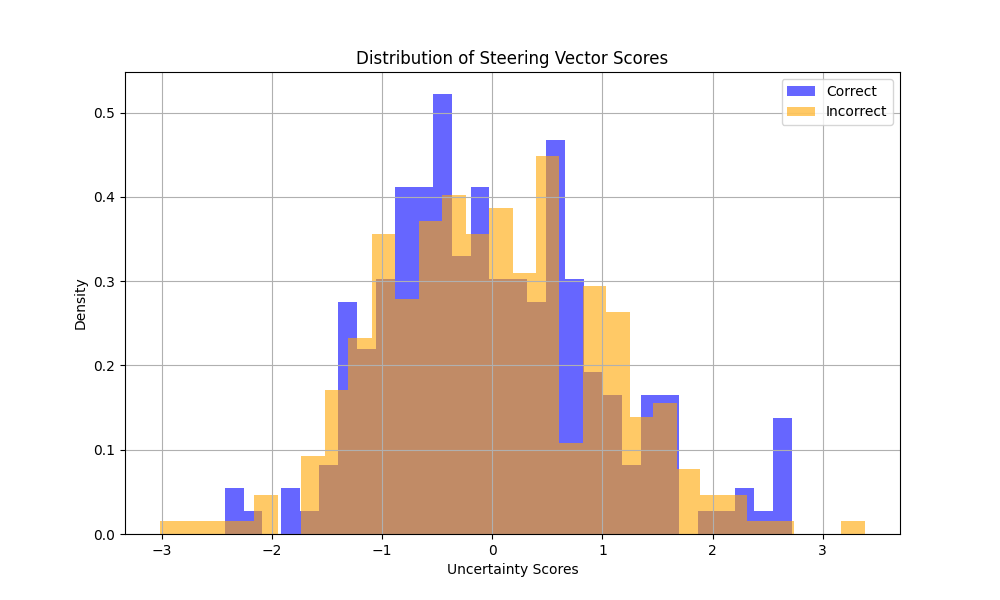 Distribution of Steering Vector Scores
Correct
Incorrect
0.5
0.4
0.3
0.2
0.1
0.0
Density
−3
−2
−1
0
1
2
3
Uncertainty Scores